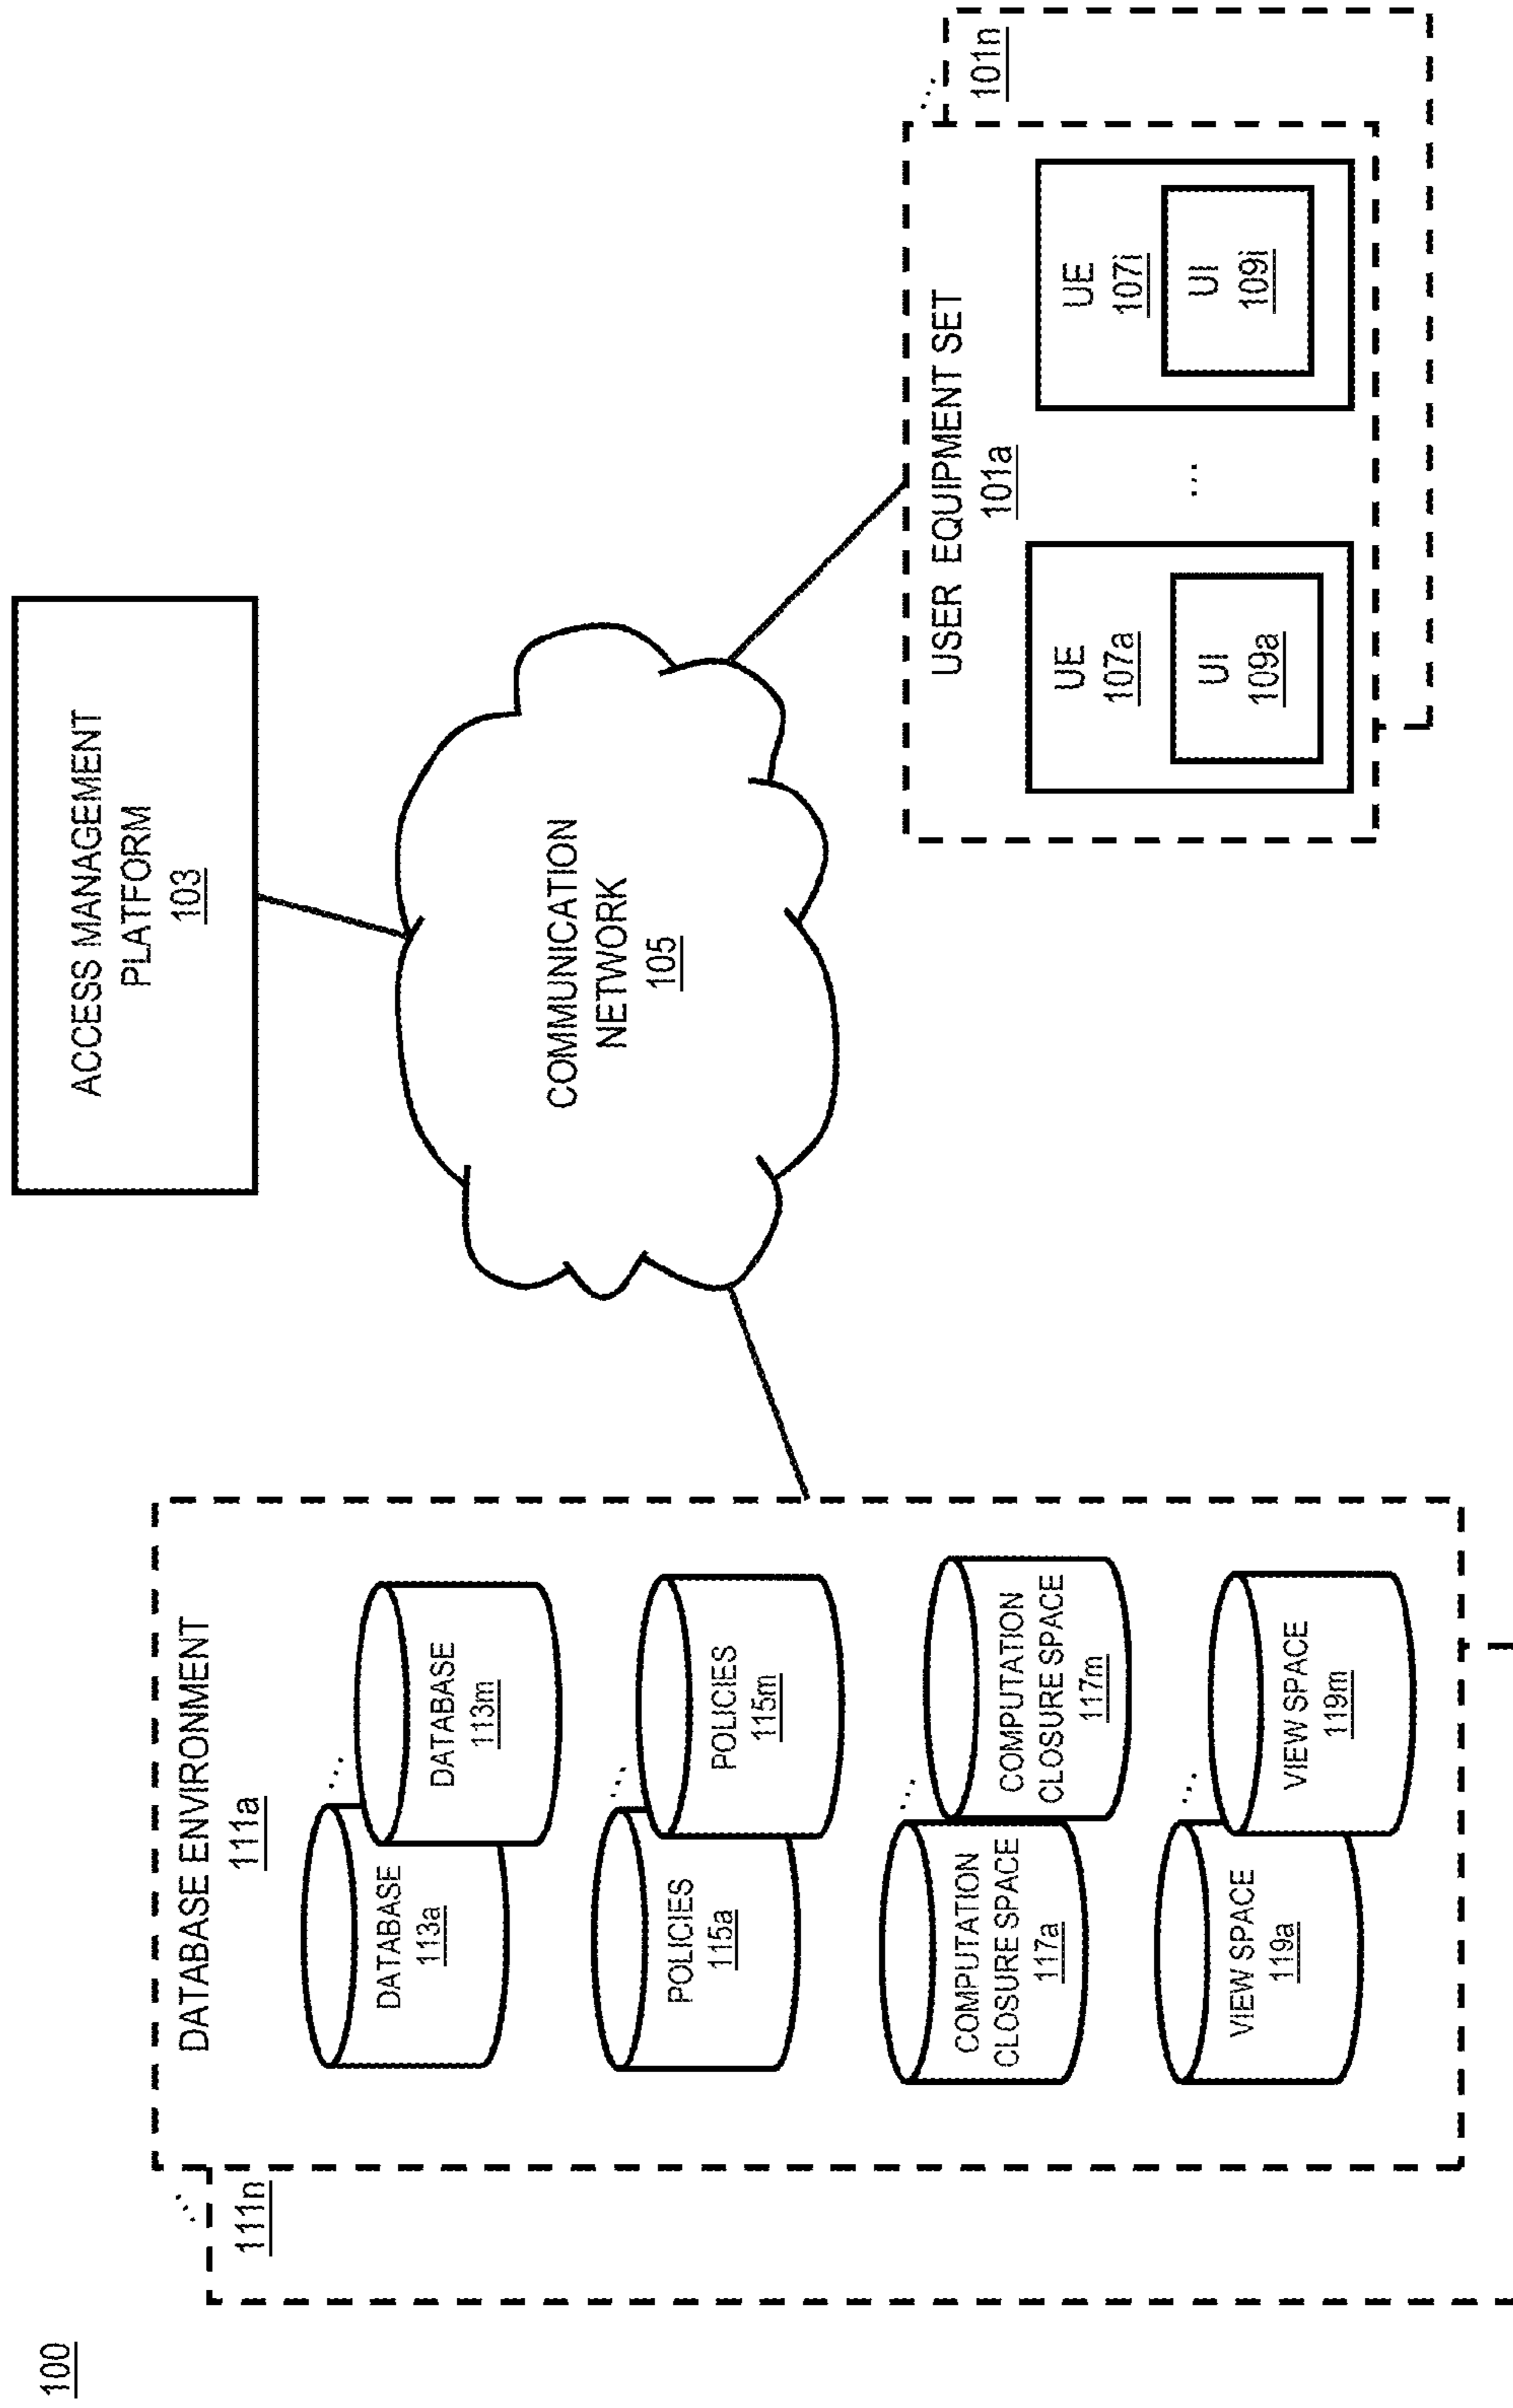 100
ACCESS MANAGEMENT
PLATFORM
103
COMMUNICATION
NETWORK
105
DATABASE ENVIRONMENT
111a
111n
DATABASE
113a
...
DATABASE
113m
POLICIES
115a
...
POLICIES
115m
COMPUTATION
CLOSURE SPACE
117a
...
COMPUTATION
CLOSURE SPACE
117m
VIEW SPACE
119a
...
VIEW SPACE
119m
...
USER EQUIPMENT SET
101a
...
101n
UE
107a
UI
109a
...
UE
107i
UI
109i